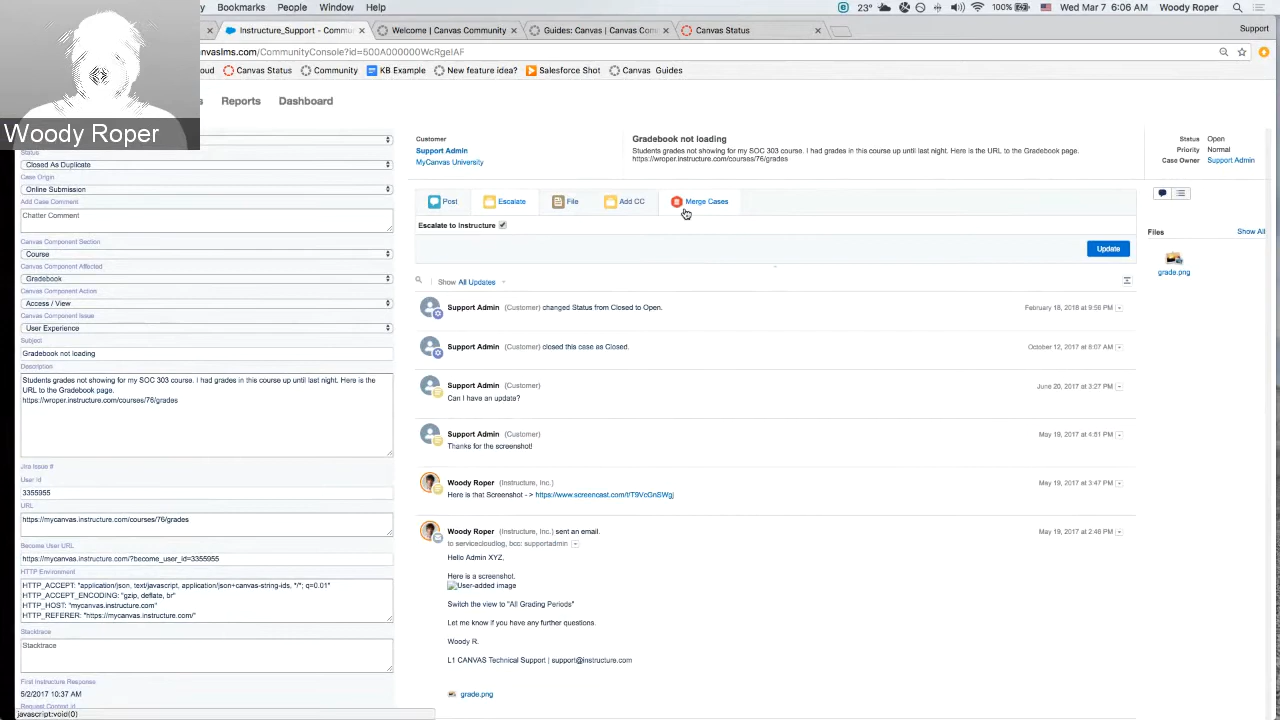 Bookmarks People Window Help
23° 100% Wed Mar 7 6:06 AM Woody Roper
Instructure_Support - Commu
Welcome | Canvas Community
Guides: Canvas | Canvas Con
Canvas Status
Support
nvaslms.com/CommunityConsole?id=500A000000WcRgeIAF
oud
Canvas Status
Community
KB Example
New feature idea?
Salesforce Shot
Canvas Guides
Woody Roper
s Reports Dashboard
Status
Closed As Duplicate
Case Origin
Online Submission
Add Case Comment
Chatter Comment
Canvas Component Section
Course
Canvas Component Affected
Gradebook
Canvas Component Action
Access / View
Canvas Component Issue
User Experience
Subject
Gradebook not loading
Description
Students grades not showing for my SOC 303 course. I had grades in this course up until last night. Here is the
URL to the Gradebook page.
https://wroper.instructure.com/courses/76/grades
Jira Issue #
User Id
3355955
URL
https://mycanvas.instructure.com/courses/76/grades
Become User URL
https://mycanvas.instructure.com/?become_user_id=3355955
HTTP Environment
HTTP_ACCEPT: "application/json, text/javascript, application/json+canvas-string-ids, */*; q=0.01"
HTTP_ACCEPT_ENCODING: "gzip, deflate, br"
HTTP_HOST: "mycanvas.instructure.com"
HTTP_REFERER: "https://mycanvas.instructure.com/"
Stacktrace
Stacktrace
First Instructure Response
5/2/2017 10:37 AM
Request Context Id
javascript:void(0)
Customer
Support Admin
MyCanvas University
Gradebook not loading
Students grades not showing for my SOC 303 course. I had grades in this course up until last night. Here is the URL to the Gradebook page.
https://wroper.instructure.com/courses/76/grades
Status Open
Priority Normal
Case Owner Support Admin
Post
Escalate
File
Add CC
Merge Cases
Escalate to Instructure
Update
Show All Updates
Support Admin (Customer) changed Status from Closed to Open.
February 18, 2018 at 9:56 PM
Support Admin (Customer) closed this case as Closed.
October 12, 2017 at 8:07 AM
Support Admin (Customer)
June 20, 2017 at 3:27 PM
Can I have an update?
Support Admin (Customer)
May 19, 2017 at 4:51 PM
Thanks for the screenshot!
Woody Roper (Instructure, Inc.)
May 19, 2017 at 3:47 PM
Here is that Screenshot - > https://www.screencast.com/t/T9VcGnSWgj
Woody Roper (Instructure, Inc.) sent an email.
May 19, 2017 at 2:48 PM
to servicecloudlog, bcc: supportadmin
Hello Admin XYZ,
Here is a screenshot.
User-added image
Switch the view to "All Grading Periods"
Let me know if you have any further questions.
Woody R.
L1 CANVAS Technical Support | support@instructure.com
grade.png
Files Show All
grade.png